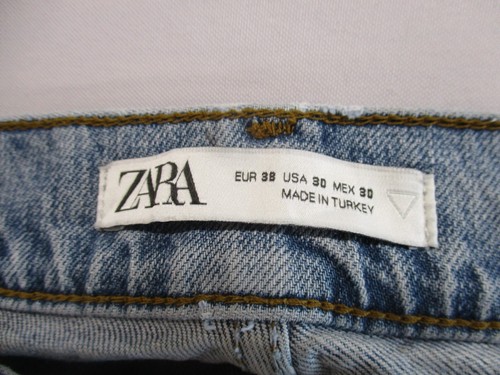 ZARA
EUR 38 USA 30 MEX 30
MADE IN TURKEY